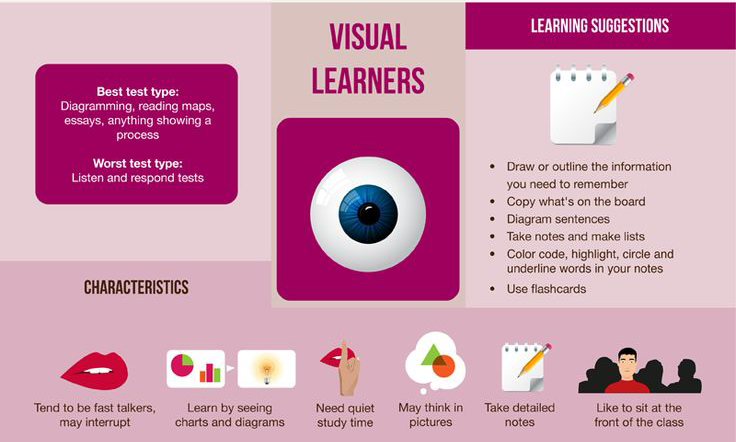 VISUAL
LEARNERS
Best test type:
Diagramming, reading maps,
essays, anything showing a
process
Worst test type:
Listen and respond tests
LEARNING SUGGESTIONS
• Draw or outline the information
you need to remember
• Copy what's on the board
• Diagram sentences
• Take notes and make lists
• Color code, highlight, circle and
underline words in your notes
• Use flashcards
CHARACTERISTICS
Tend to be fast talkers,
may interrupt
Learn by seeing
charts and diagrams
Need quiet
study time
May think in
pictures
Take detailed
notes
Like to sit at the
front of the class